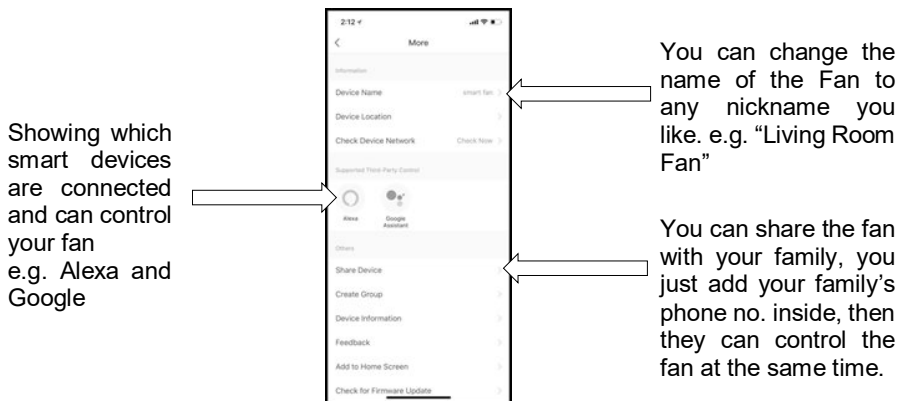 Showing which
smart devices
are connected
and can control
your fan
e.g. Alexa and
Google
2:12
More
Information
Device Name smart fan
Device Location
Check Device Network Check Now
Supported Third-Party Control
Alexa
Google
Assistant
Others
Share Device
Create Group
Device Information
Feedback
Add to Home Screen
Check for Firmware Update
You can change the
name of the Fan to
any nickname you
like. e.g. “Living Room
Fan”
You can share the fan
with your family, you
just add your family’s
phone no. inside, then
they can control the
fan at the same time.